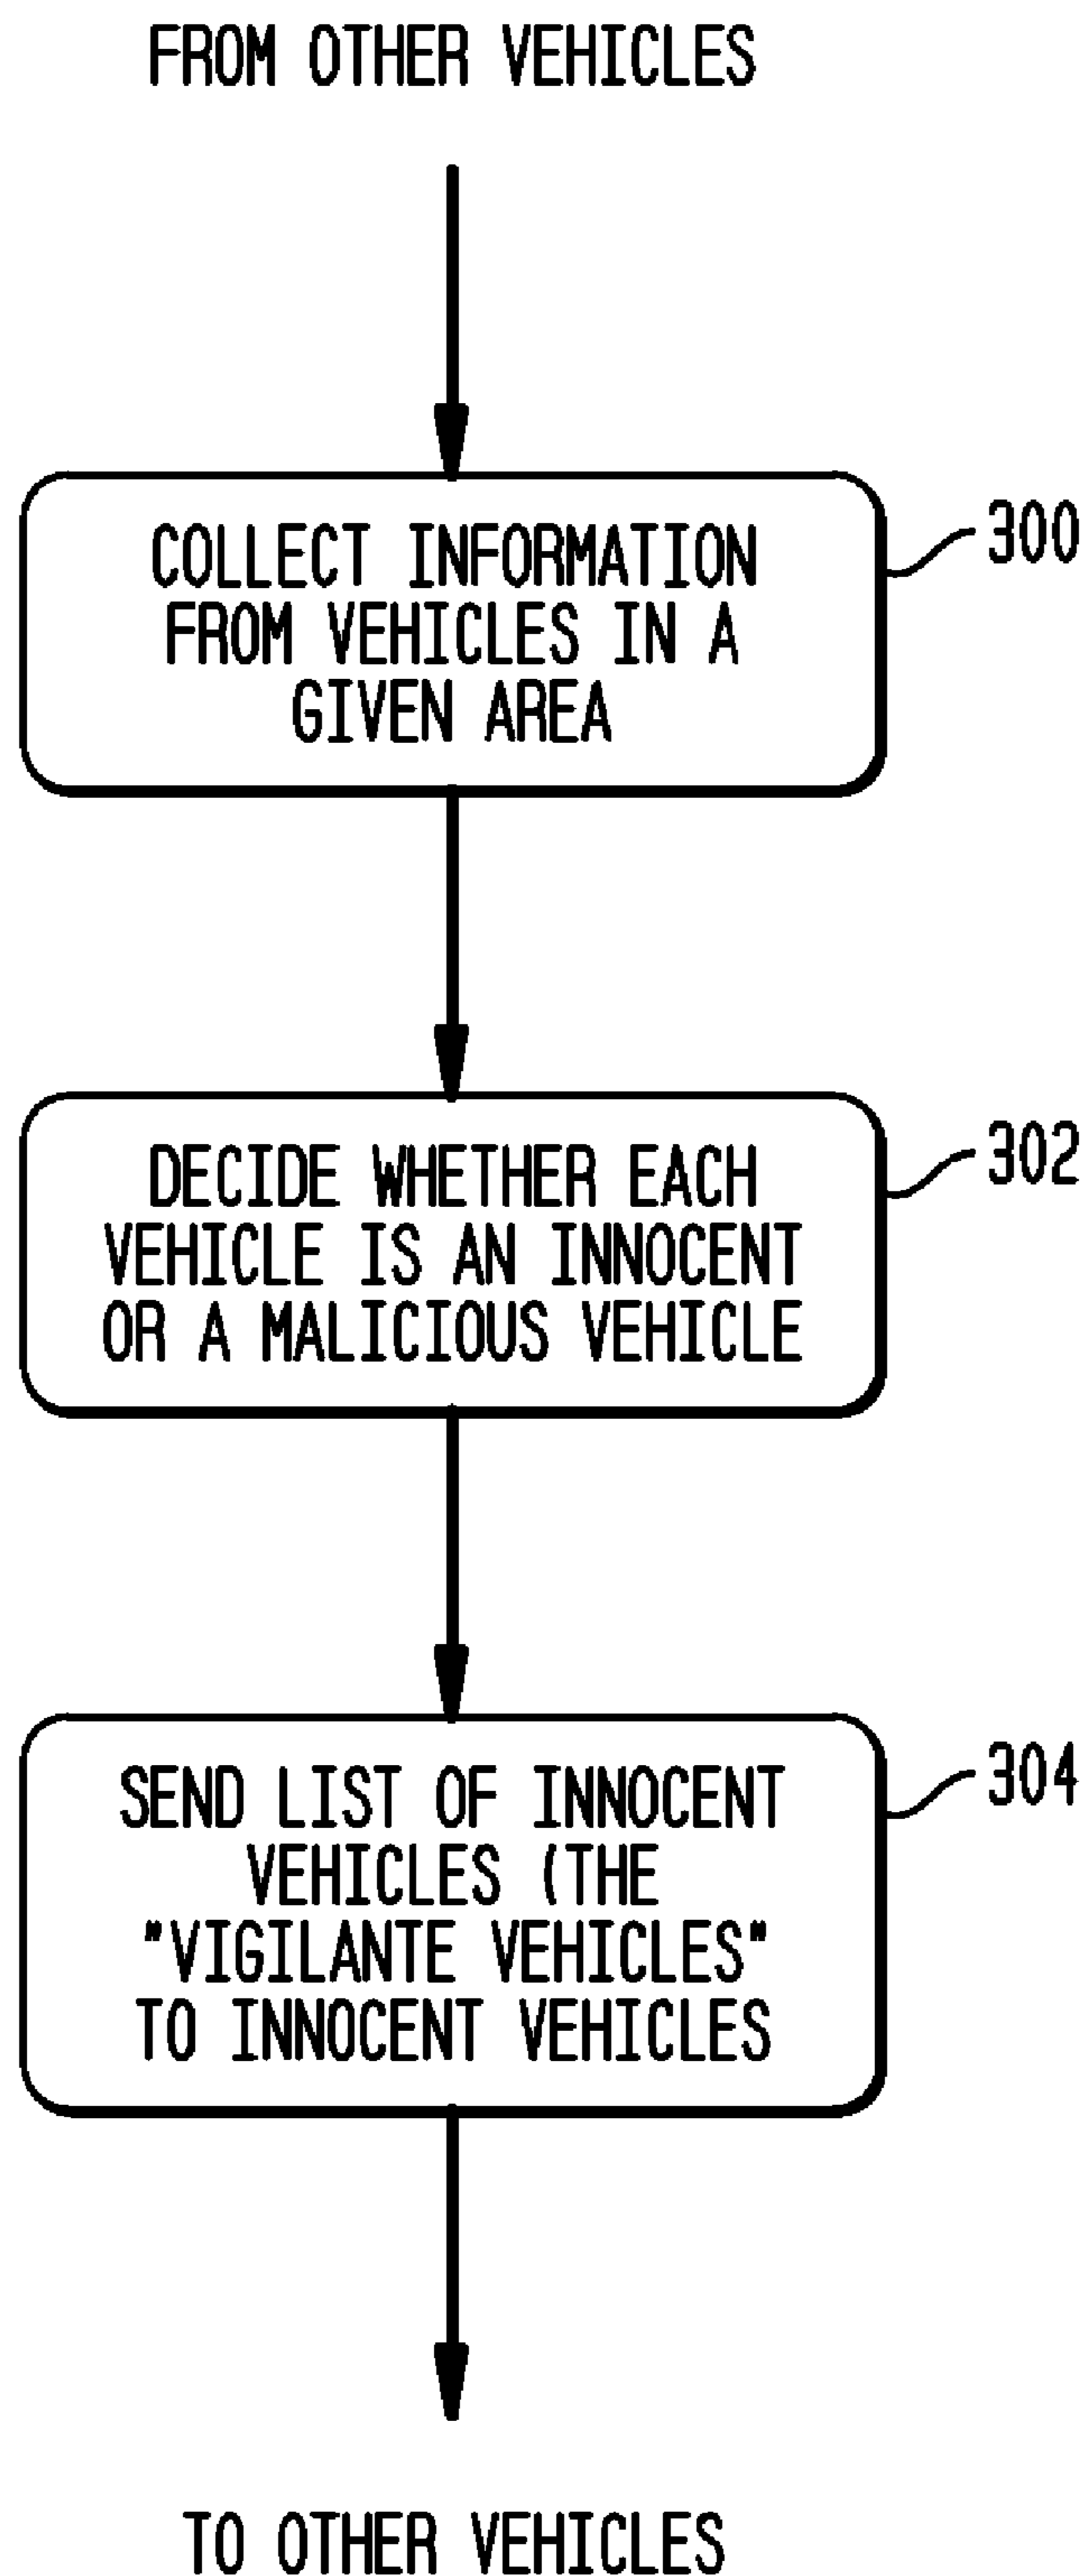 FROM OTHER VEHICLES
COLLECT INFORMATION
FROM VEHICLES IN A
GIVEN AREA
300
DECIDE WHETHER EACH
VEHICLE IS AN INNOCENT
OR A MALICIOUS VEHICLE
302
SEND LIST OF INNOCENT
VEHICLES (THE
"VIGILANTE VEHICLES"
TO INNOCENT VEHICLES
304
TO OTHER VEHICLES